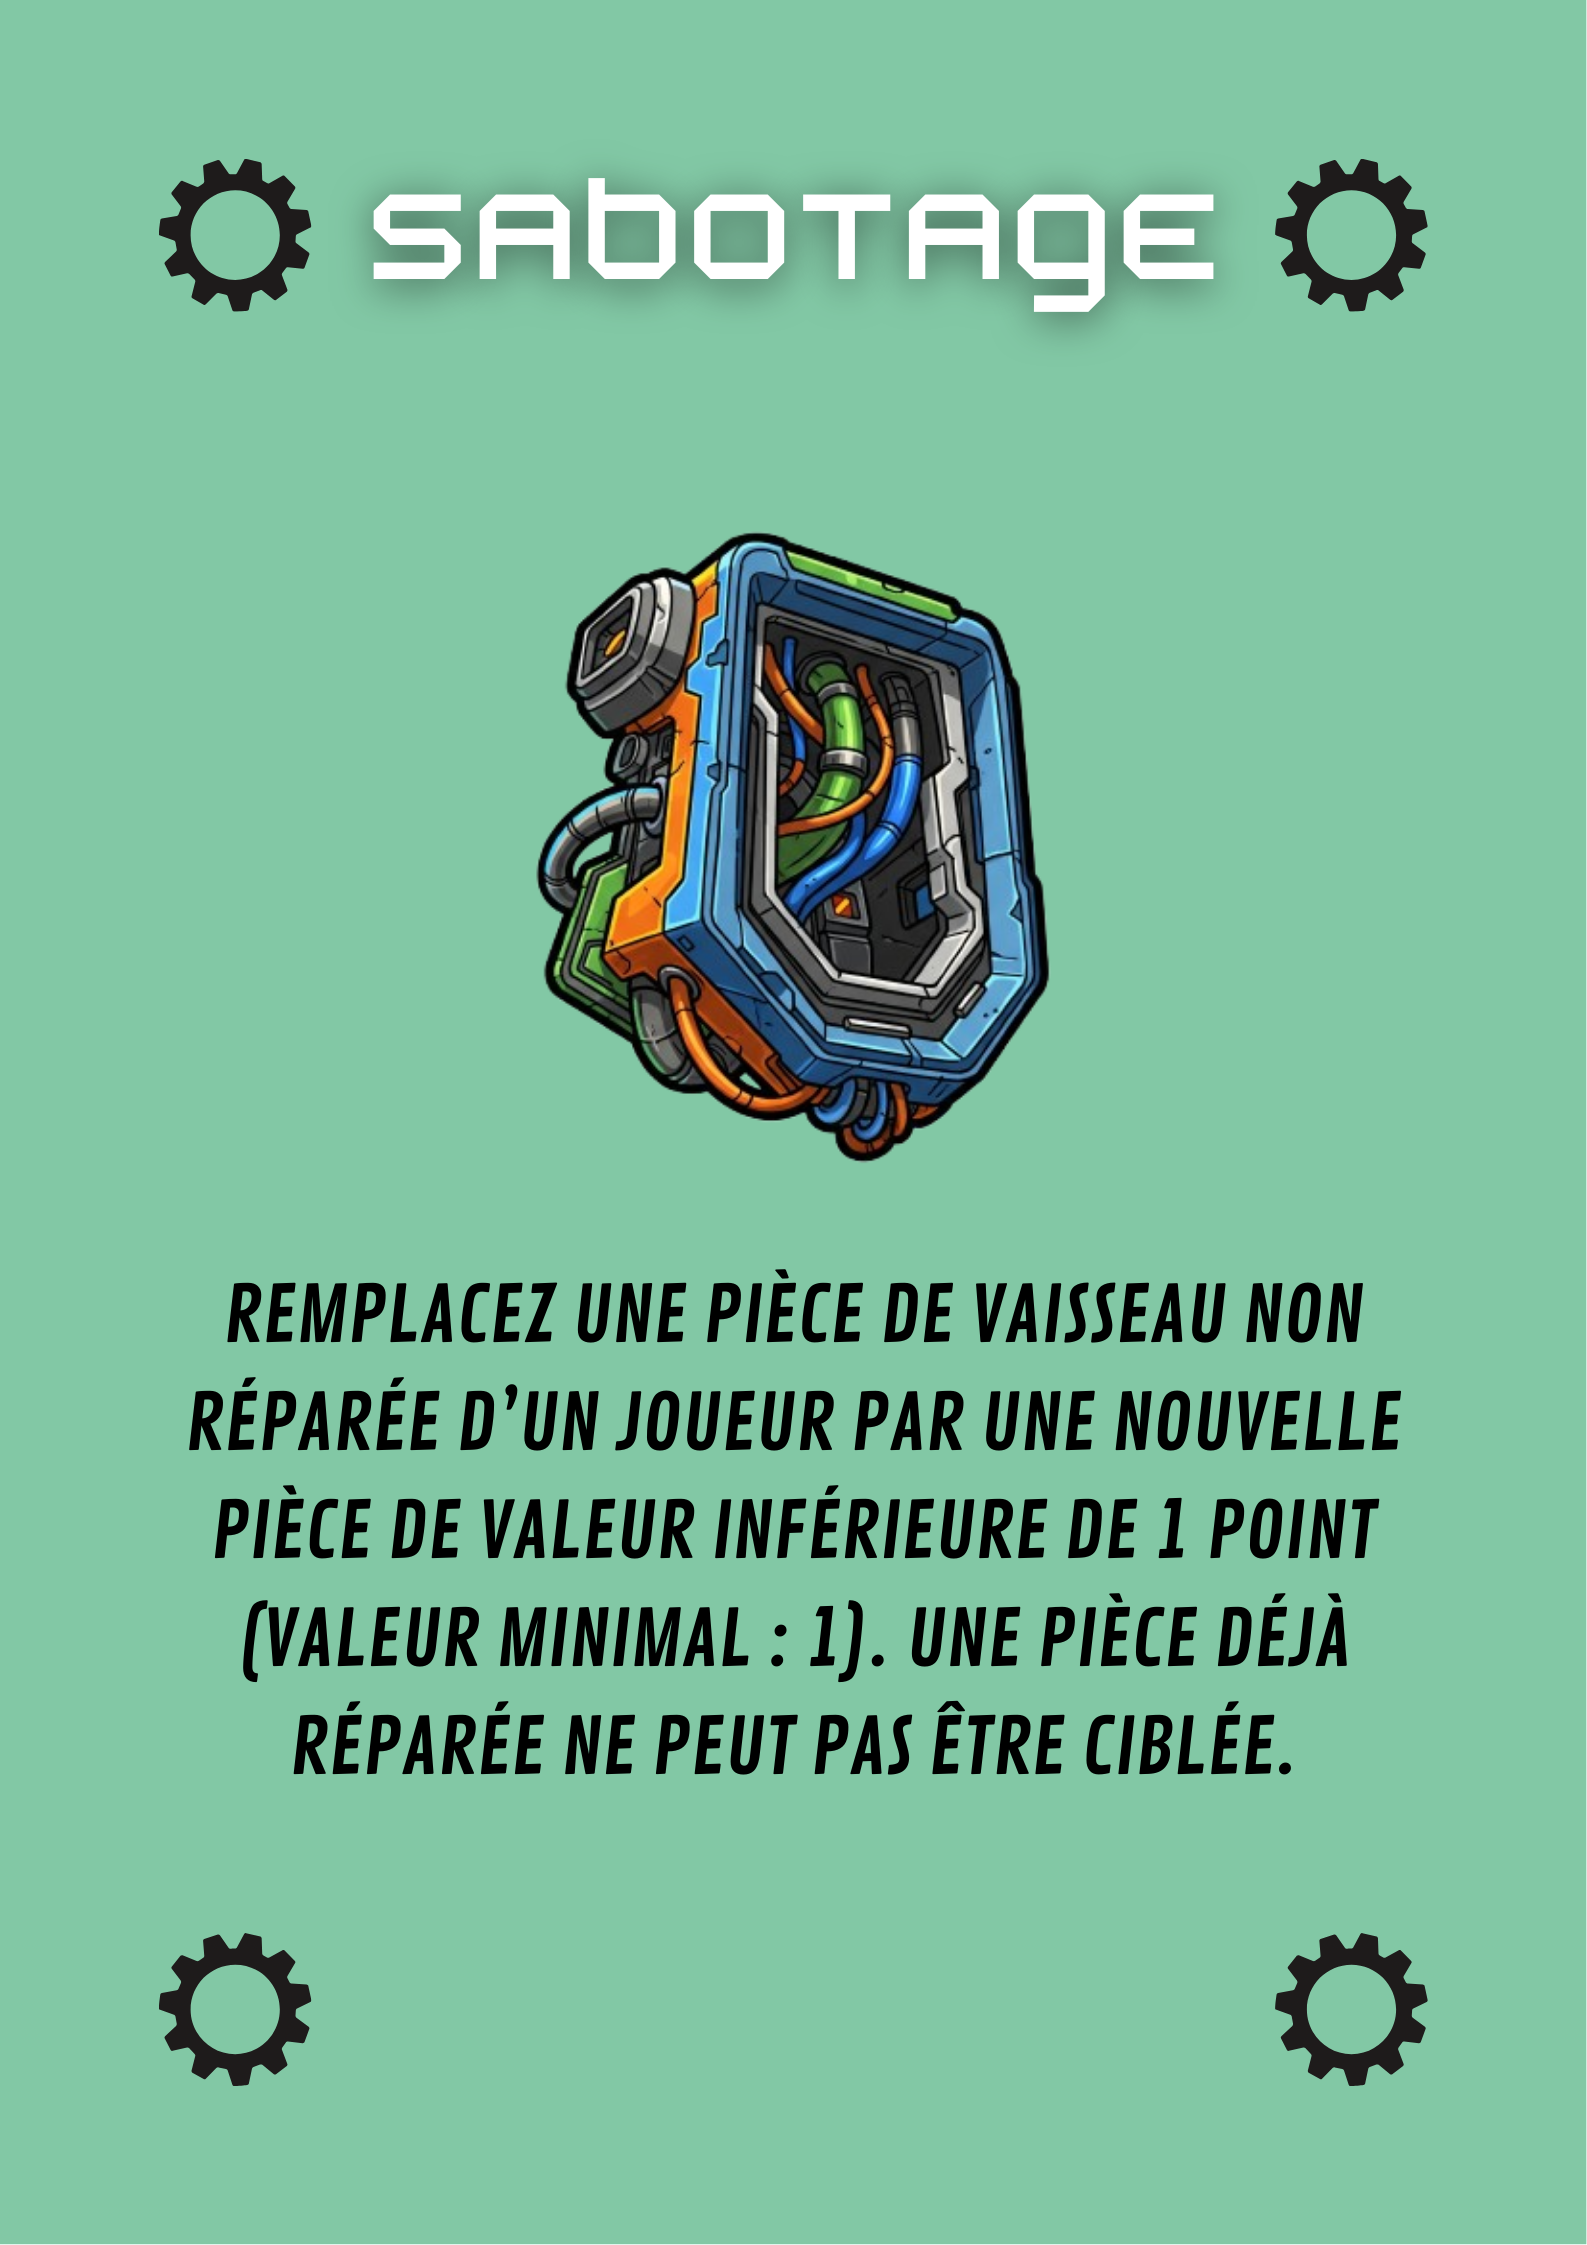 SABOTAGE
REMPLACEZ UNE PIÈCE DE VAISSEAU NON
RÉPARÉE D’UN JOUEUR PAR UNE NOUVELLE
PIÈCE DE VALEUR INFÉRIEURE DE 1 POINT
(VALEUR MINIMAL : 1). UNE PIÈCE DÉJÀ
RÉPARÉE NE PEUT PAS ÊTRE CIBLÉE.